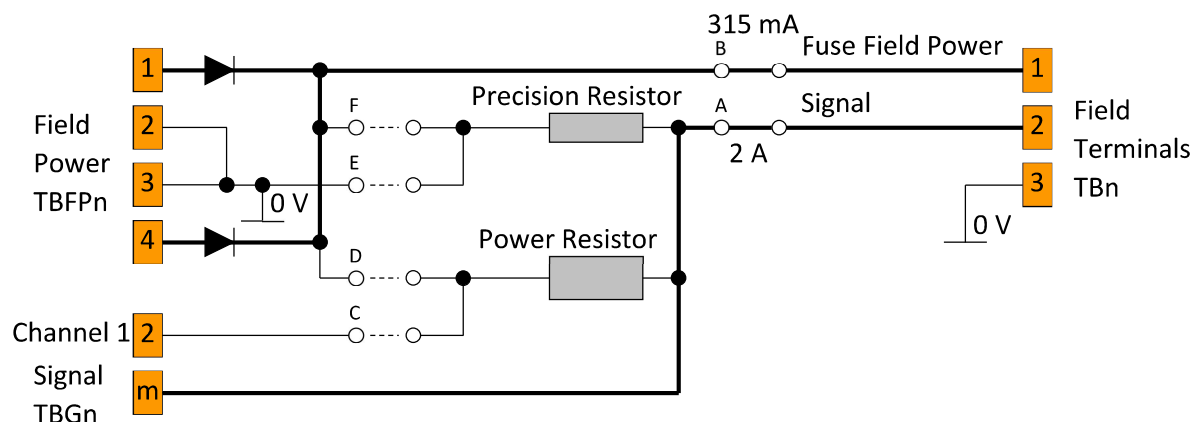 315 mA
1
B
Fuse Field Power
1
Field
Power
TBFPn
2
F
Precision Resistor
A
Signal
2 A
2
Field
Terminals
TBn
3
E
0 V
3
0 V
4
Power Resistor
D
Channel 1
2
C
Signal
TBGn
m